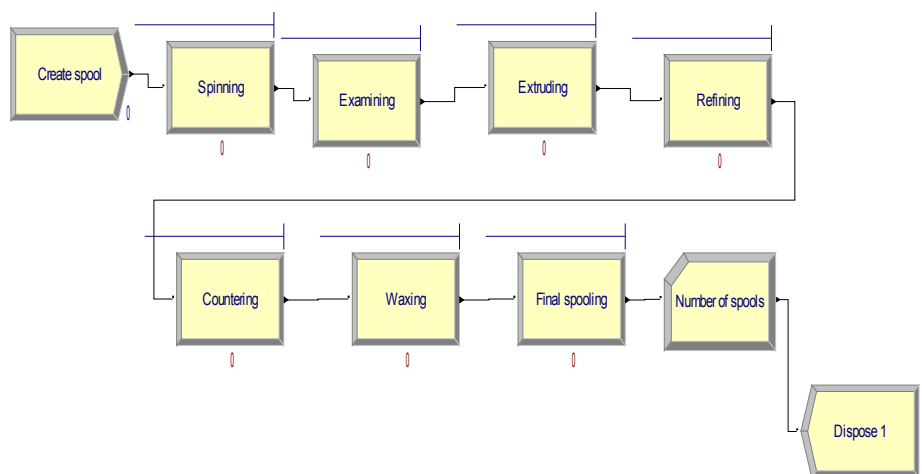 Create spool
Spinning
Examining
Extruding
Refining
0
0
0
0
0
Countering
Waxing
Final spooling
Number of spools
0
0
0
Dispose 1